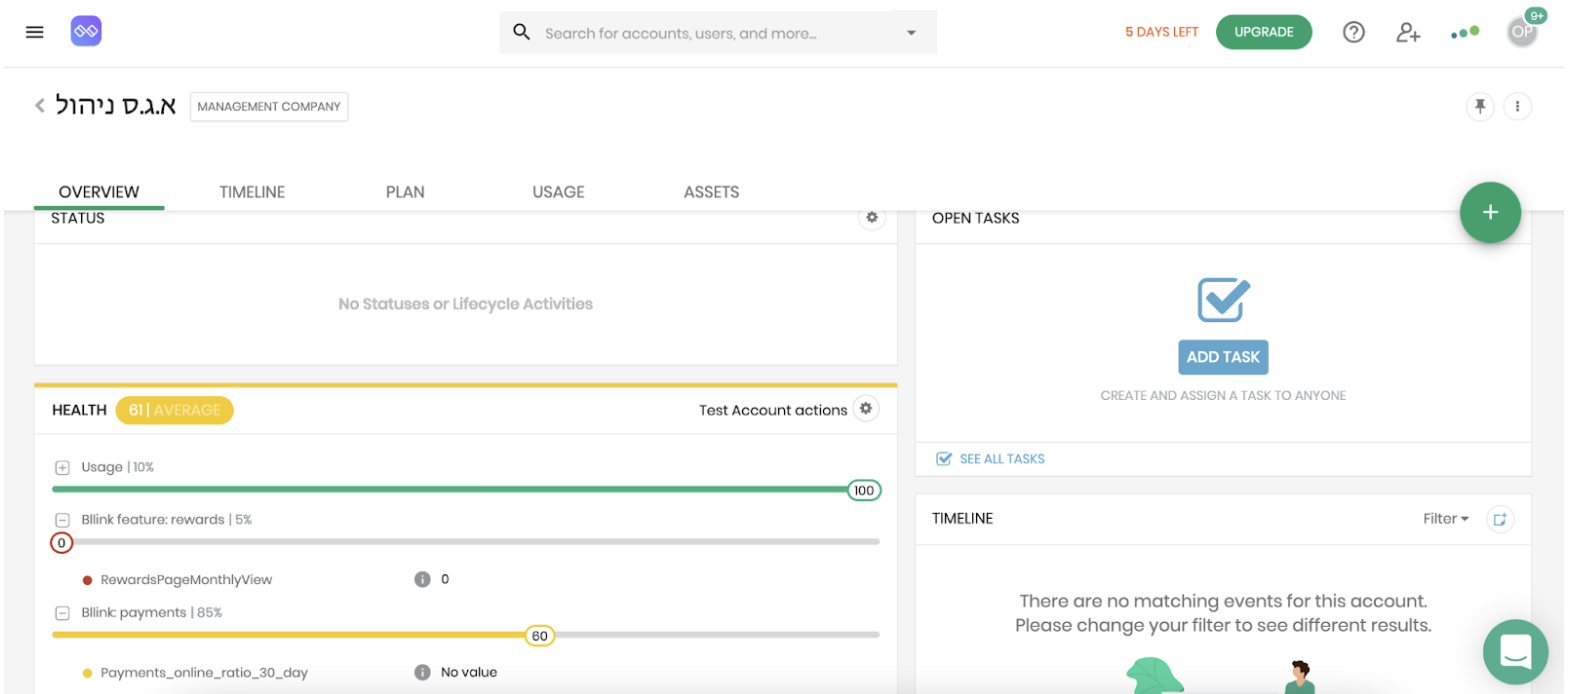 Search for accounts, users, and more...
5 DAYS LEFT
UPGRADE
9+
OP
א.ג.ס ניהול
MANAGEMENT COMPANY
OVERVIEW
TIMELINE
PLAN
USAGE
ASSETS
STATUS
No Statuses or Lifecycle Activities
HEALTH
61 | AVERAGE
Test Account actions
Usage | 10%
100
Bllink feature: rewards | 5%
0
RewardsPageMonthlyView
0
Bllink: payments | 85%
60
Payments_online_ratio_30_day
No value
OPEN TASKS
ADD TASK
CREATE AND ASSIGN A TASK TO ANYONE
SEE ALL TASKS
TIMELINE
Filter
There are no matching events for this account.
Please change your filter to see different results.